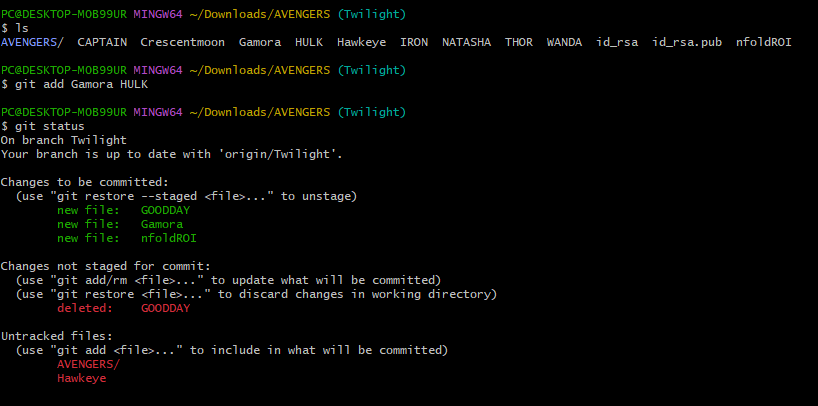 PC@DESKTOP-MOB99UR MINGW64 ~/Downloads/AVENGERS (Twilight)
$ ls
AVENGERS/  CAPTAIN  Crescentmoon  Gamora  HULK  Hawkeye  IRON  NATASHA  THOR  WANDA  id_rsa  id_rsa.pub  nfoldROI
PC@DESKTOP-MOB99UR MINGW64 ~/Downloads/AVENGERS (Twilight)
$ git add Gamora HULK
PC@DESKTOP-MOB99UR MINGW64 ~/Downloads/AVENGERS (Twilight)
$ git status
On branch Twilight
Your branch is up to date with 'origin/Twilight'.
Changes to be committed:
  (use "git restore --staged <file>..." to unstage)
        new file:   GOODDAY
        new file:   Gamora
        new file:   nfoldROI
Changes not staged for commit:
  (use "git add/rm <file>..." to update what will be committed)
  (use "git restore <file>..." to discard changes in working directory)
        deleted:    GOODDAY
Untracked files:
  (use "git add <file>..." to include in what will be committed)
        AVENGERS/
        Hawkeye